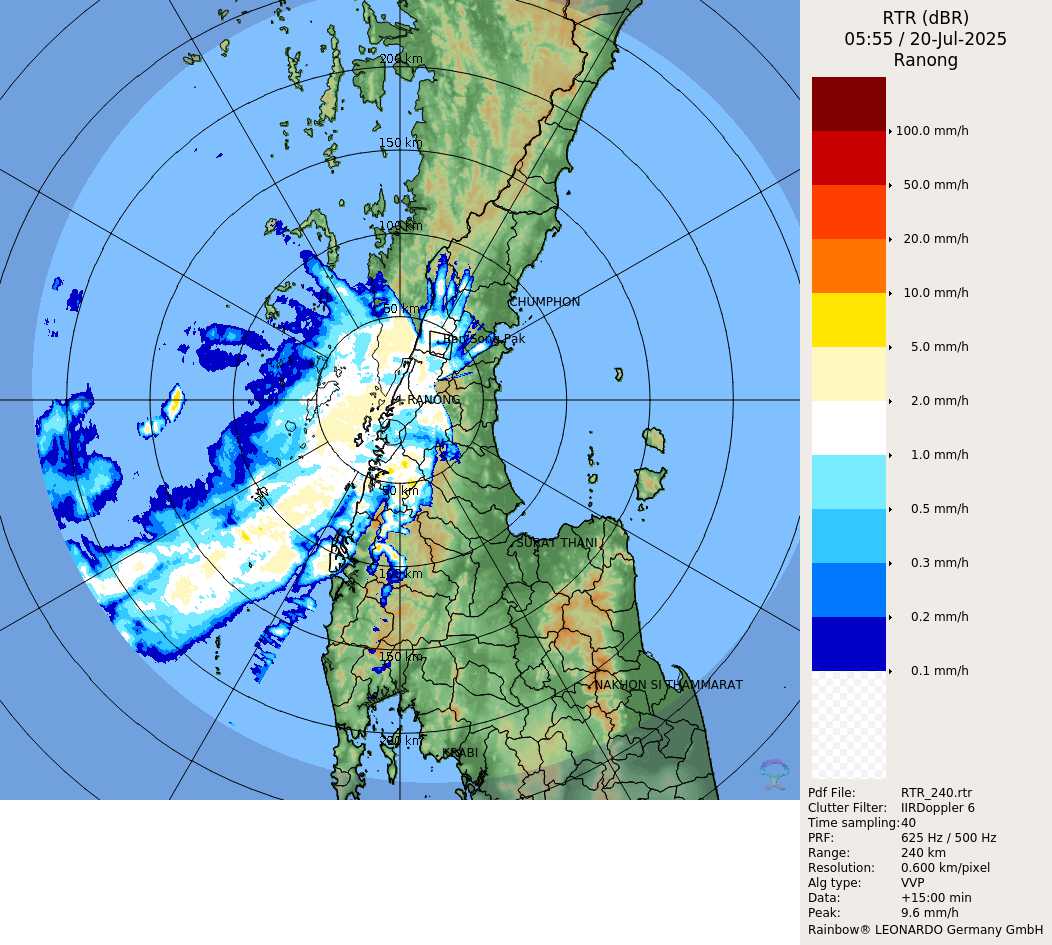 RTR (dBR)
05:55 / 20-Jul-2025
Ranong
200 km
150 km
100 km
50 km
CHUMPHON
Ban Song Pak
RANONG
50 km
SURAT THANI
100 km
150 km
NAKHON SI THAMMARAT
200 km
KRABI
100.0 mm/h
50.0 mm/h
20.0 mm/h
10.0 mm/h
5.0 mm/h
2.0 mm/h
1.0 mm/h
0.5 mm/h
0.3 mm/h
0.2 mm/h
0.1 mm/h
Pdf File: RTR_240.rtr
Clutter Filter: IIRDoppler 6
Time sampling: 40
PRF: 625 Hz / 500 Hz
Range: 240 km
Resolution: 0.600 km/pixel
Alg type: VVP
Data: +15:00 min
Peak: 9.6 mm/h
Rainbow® LEONARDO Germany GmbH